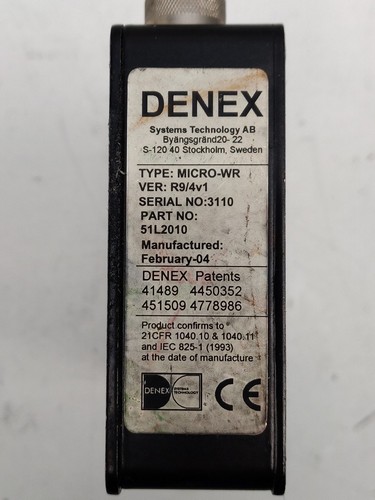 DENEX
Systems Technology AB
Byängsgränd20- 22
S-120 40 Stockholm, Sweden
TYPE: MICRO-WR
VER: R9/4v1
SERIAL NO:3110
PART NO:
51L2010
Manufactured:
February-04
DENEX Patents
41489 4450352
451509 4778986
Product confirms to
21CFR 1040.10 & 1040.11
and IEC 825-1 (1993)
at the date of manufacture
DENEX SYSTEMS TECHNOLOGY CE